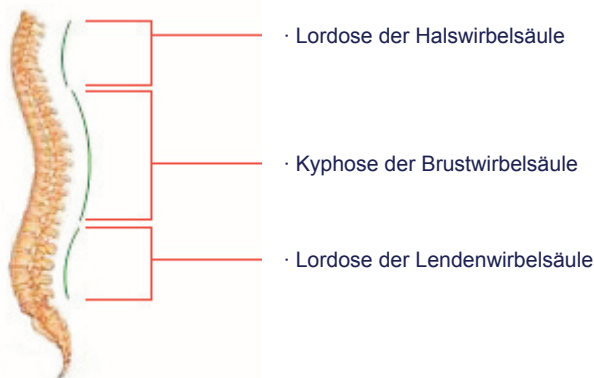 · Lordose der Halswirbelsäule
· Kyphose der Brustwirbelsäule
· Lordose der Lendenwirbelsäule